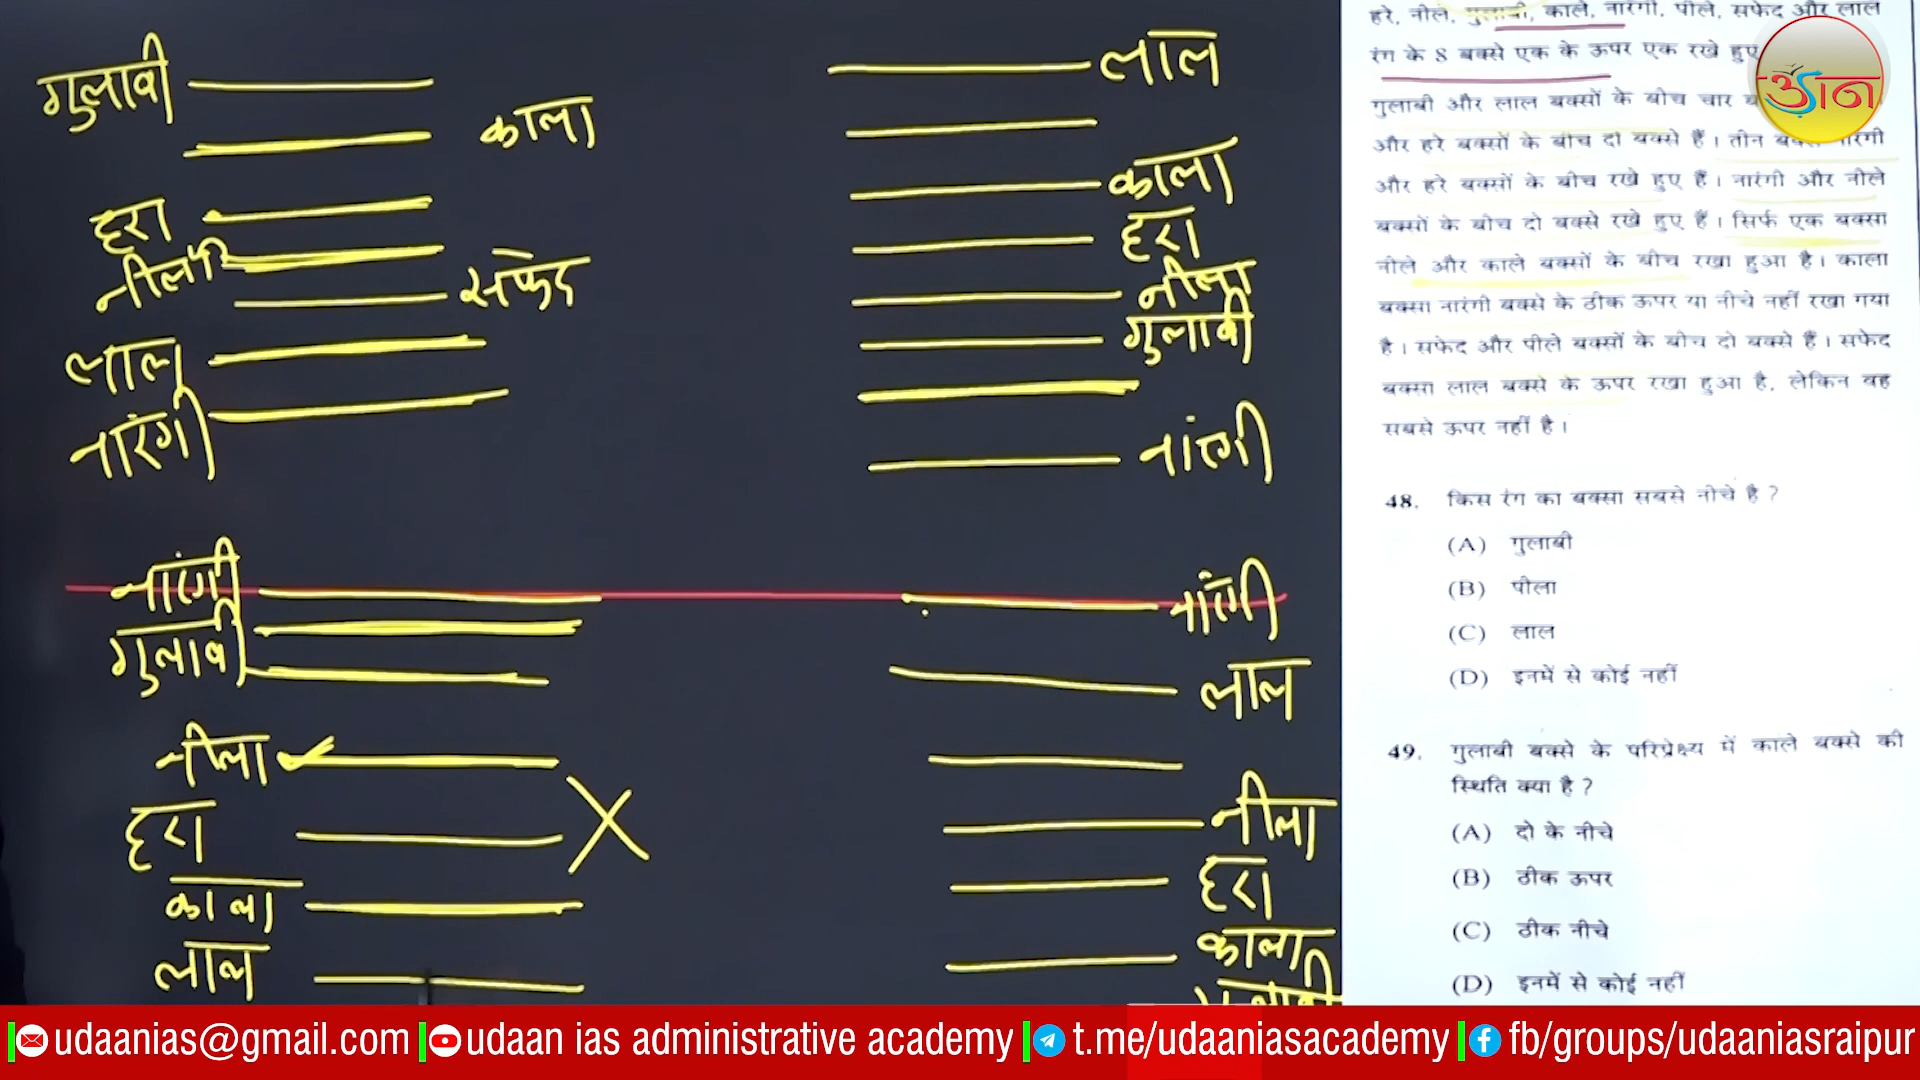 गुलावी
काला
हरा
नीला
सफेद
लाल
नारंगी
लाल
काला
हरा
नीला
गुलावी
नांरगी
नांरगी
गुलावी
नीला
हरा
काला
लाल
नांरगी
लाल
नीला
हरा
काला
हरे, नीले, गुलाबी, काले, नारंगी, पीले, सफेद और लाल
रंग के 8 बक्से एक के ऊपर एक रखे हुए
गुलाबी और लाल बक्सों के बीच चार
और हरे बक्सों के बीच दो बक्से हैं। तीन
और हरे बक्सों के बीच रखे हुए हैं। नारंगी और नीले
बक्सों के बीच दो बक्से रखे हुए हैं। सिर्फ एक बक्सा
नीले और काले बक्सों के बीच रखा हुआ है। काला
बक्सा नारंगी बक्से के ठीक ऊपर या नीचे नहीं रखा गया
है। सफेद और पीले बक्सों के बीच दो बक्से हैं। सफेद
बक्सा लाल बक्से के ऊपर रखा हुआ है, लेकिन वह
सबसे ऊपर नहीं है।
48. किस रंग का बक्सा सबसे नीचे है ?
(A) गुलाबी
(B) पीला
(C) लाल
(D) इनमें से कोई नहीं
49. गुलाबी बक्से के परिप्रेक्ष्य में काले बक्से की
स्थिति क्या है ?
(A) दो के नीचे
(B) ठीक ऊपर
(C) ठीक नीचे
(D) इनमें से कोई नहीं
उड़ान
udaanias@gmail.com udaan ias administrative academy t.me/udaaniasacademy fb/groups/udaaniasraipur